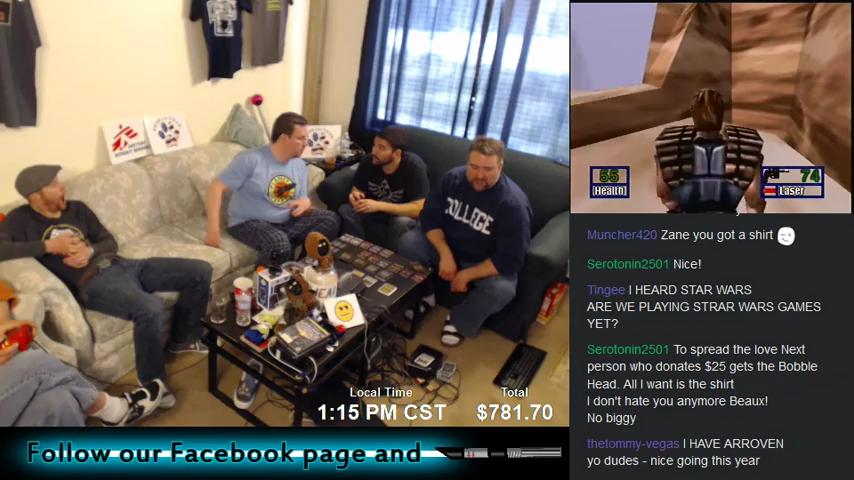 COLLEGE
Local Time
1:15 PM CST
Total
$781.70
Follow our Facebook page and
55
Health
74
Laser
Muncher420 Zane you got a shirt
Serotonin2501 Nice!
Tingee I HEARD STAR WARS
ARE WE PLAYING STRAR WARS GAMES
YET?
Serotonin2501 To spread the love Next
person who donates $25 gets the Bobble
Head. All I want is the shirt
I don't hate you anymore Beaux!
No biggy
thetommy-vegas I HAVE ARROVEN
yo dudes - nice going this year